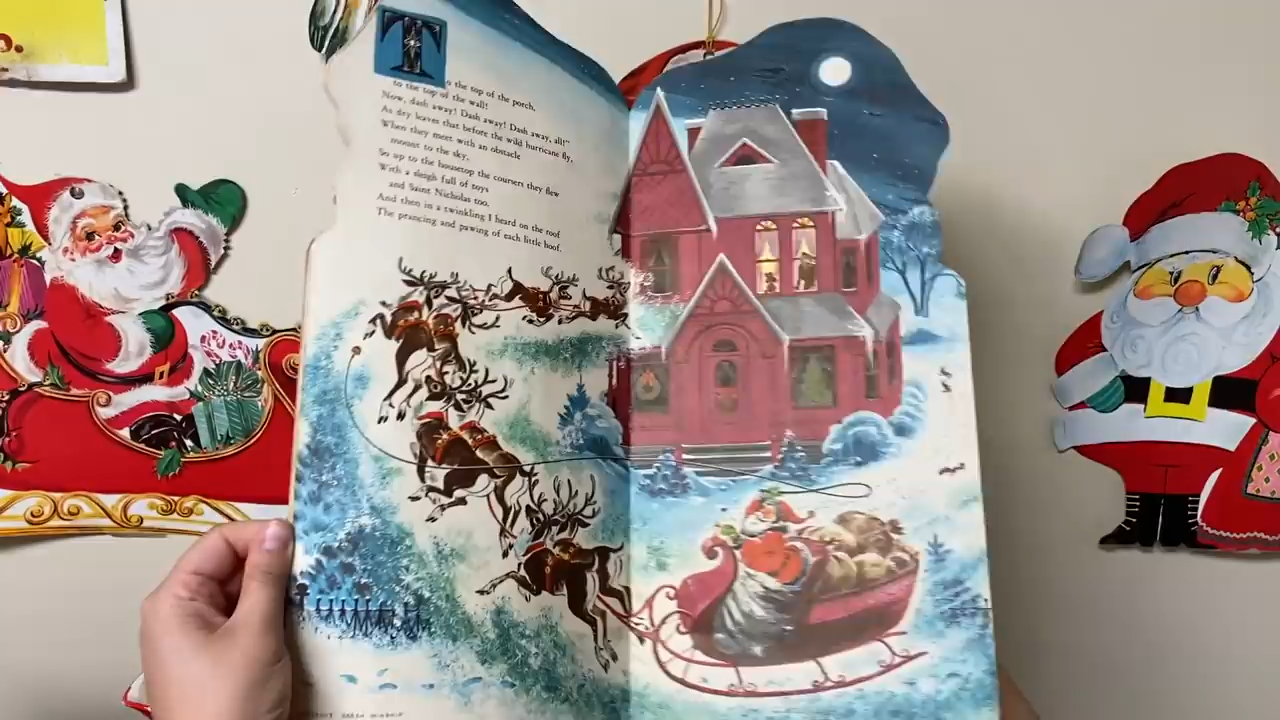 To the top of the porch,
to the top of the wall!
Now, dash away! Dash away! Dash away, all!"
As dry leaves that before the wild hurricane fly,
When they meet with an obstacle
mount to the sky,
So up to the housetop the coursers they flew
With a sleigh full of toys
and Saint Nicholas too.
And then in a twinkling I heard on the roof
The prancing and pawing of each little hoof.